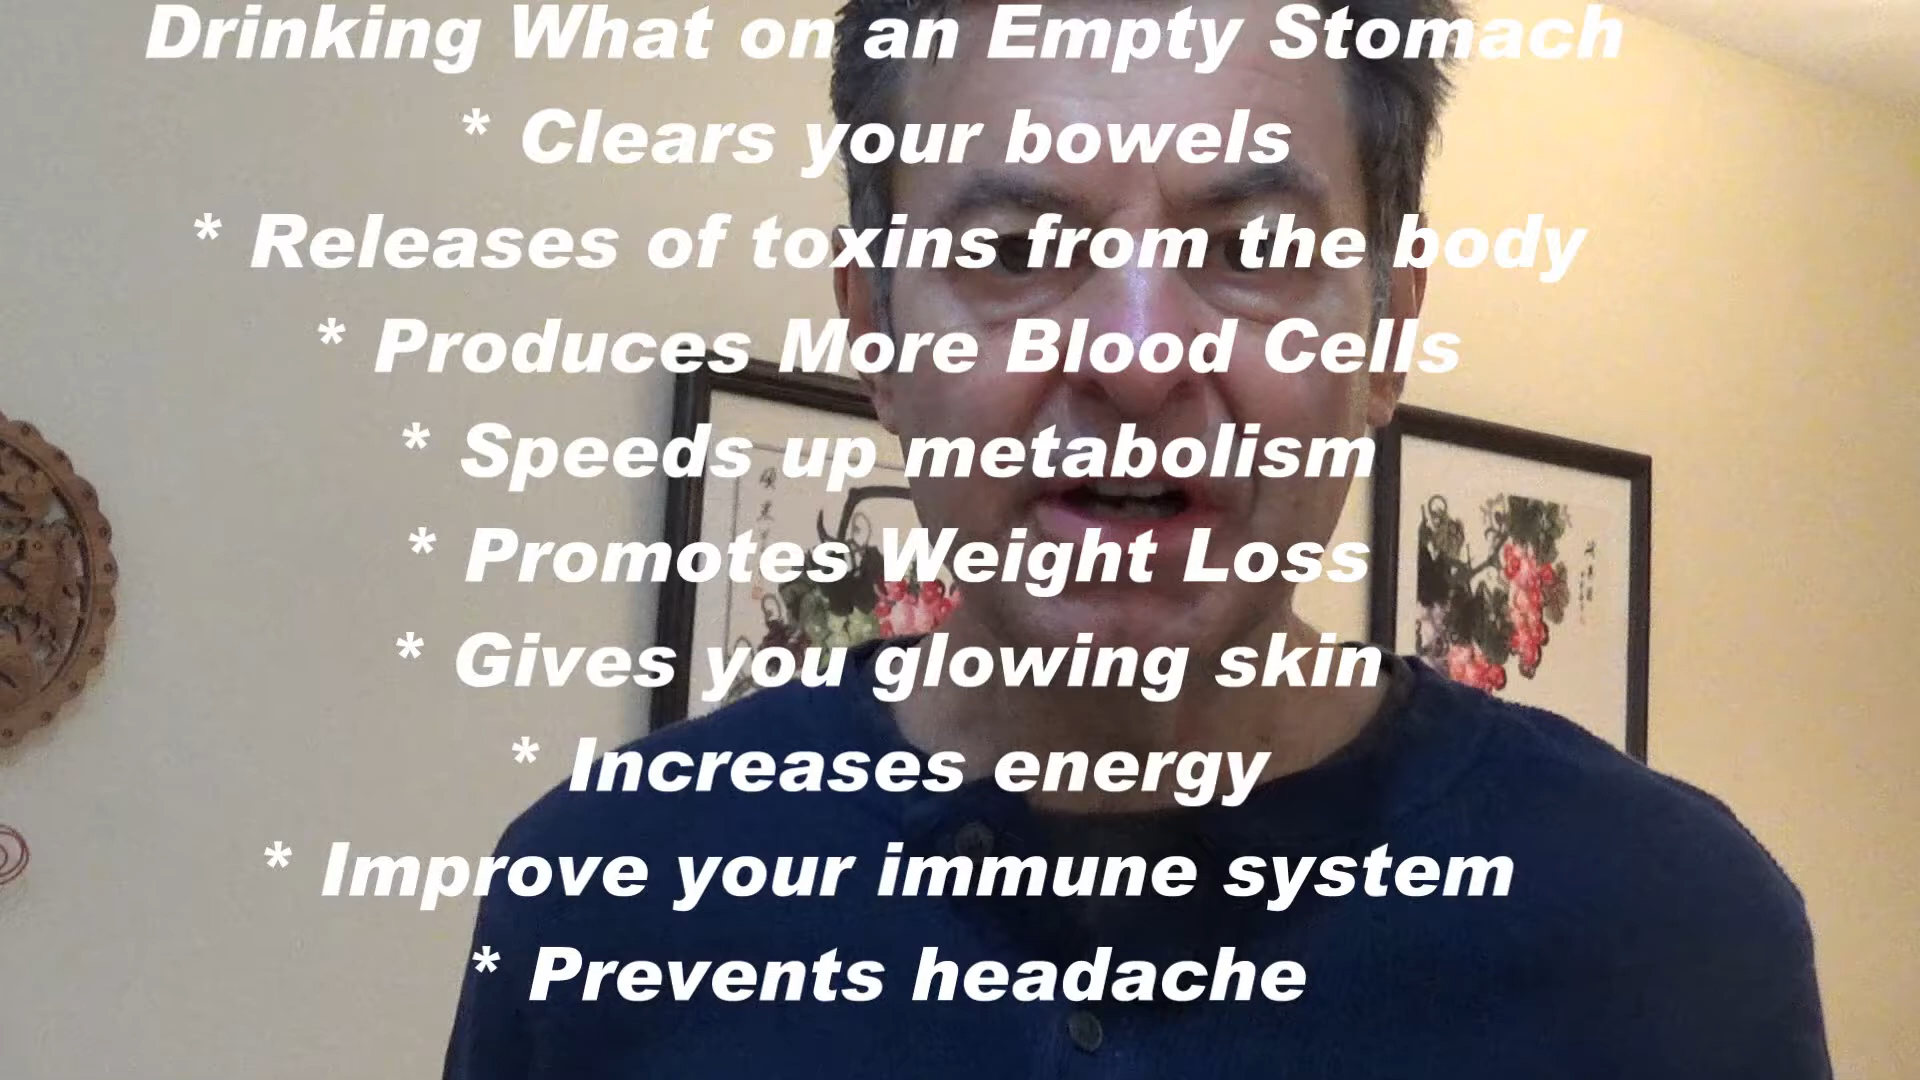 Drinking What on an Empty Stomach
* Clears your bowels
* Releases of toxins from the body
* Produces More Blood Cells
* Speeds up metabolism
* Promotes Weight Loss
* Gives you glowing skin
* Increases energy
* Improve your immune system
* Prevents headache